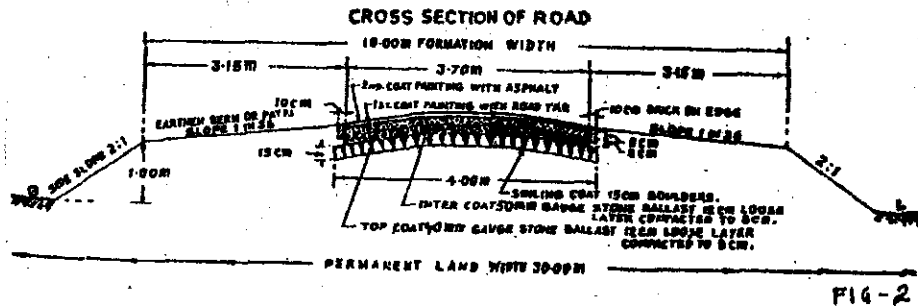 CROSS SECTION OF ROAD
10.00m FORMATION WIDTH
3.15m 3.70m 3.15m
2ND. COAT PAINTING WITH ASPHALT
10cm 1st. COAT PAINTING WITH ROAD TAR 10cm BRICK ON EDGE
EARTHEN BERM OR PATRI
SLOPE 1 IN 36 SLOPE 1 IN 36
SIDE SLOPE 2:1 8cm
8cm
15cm 2:1
1.00m
4.00m
SOILING COAT 15cm BOULDERS.
INTER COAT 50mm GAUGE STONE BALLAST 12cm LOOSE
LAYER COMPACTED TO 8cm.
TOP COAT 40mm GAUGE STONE BALLAST 12cm LOOSE LAYER
COMPACTED TO 8cm.
PERMANENT LAND WIDTH 30.00m
FIG-2